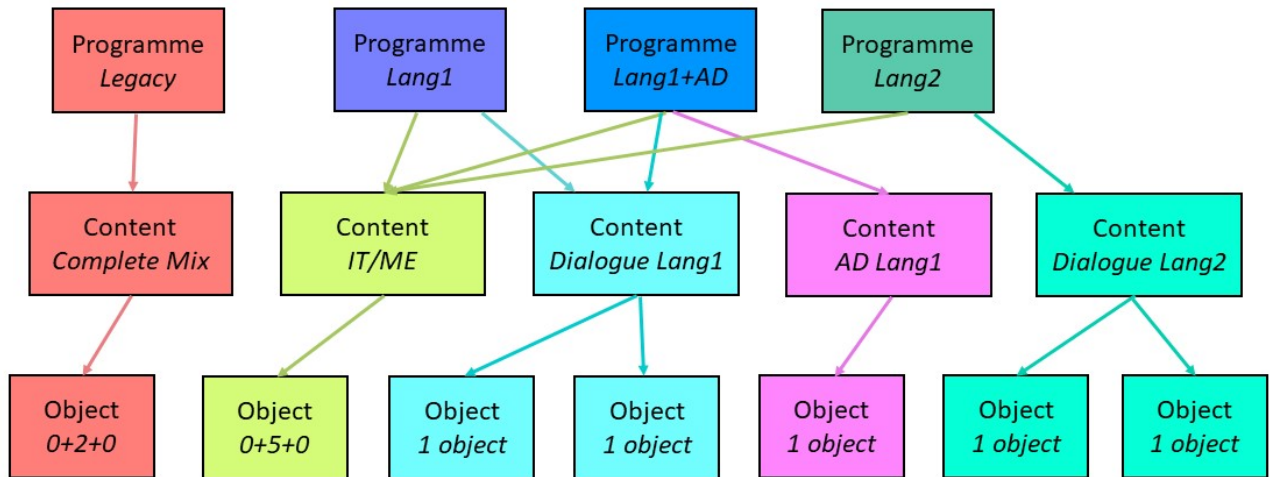 Programme
Legacy
Programme
Lang1
Programme
Lang1+AD
Programme
Lang2
Content
Complete Mix
Content
IT/ME
Content
Dialogue Lang1
Content
AD Lang1
Content
Dialogue Lang2
Object
0+2+0
Object
0+5+0
Object
1 object
Object
1 object
Object
1 object
Object
1 object
Object
1 object